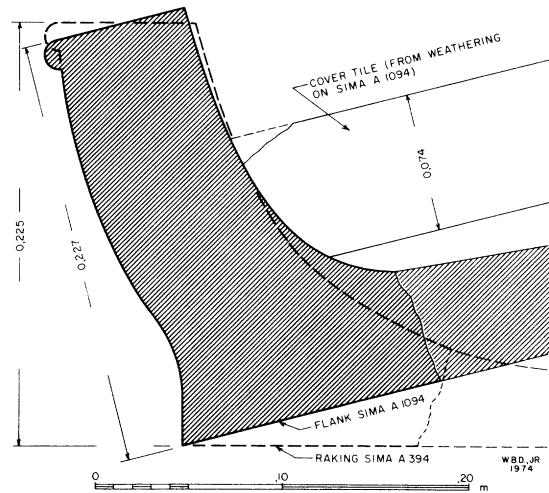 COVER TILE (FROM WEATHERING
ON SIMA A 1094)
0,074
0,225
0,227
FLANK SIMA A 1094
RAKING SIMA A 394
W.B.D., JR
1974
0 ,10 ,20 m